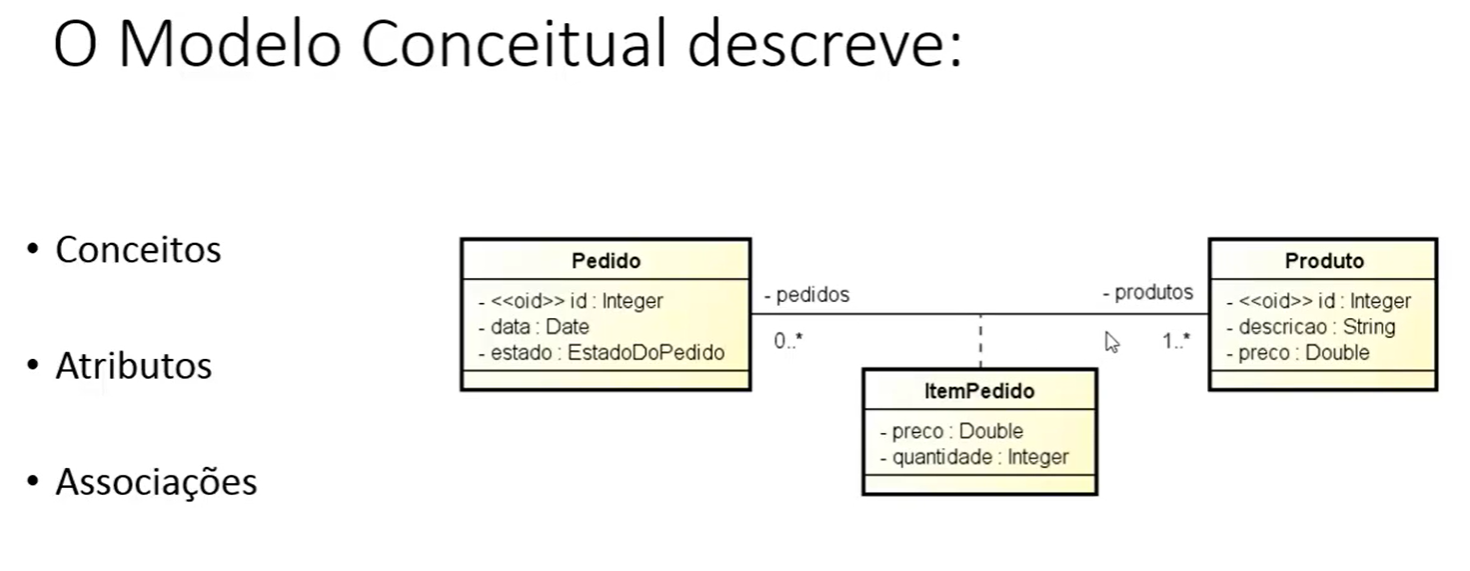 O Modelo Conceitual descreve:
• Conceitos
• Atributos
• Associações
Pedido
- <<oid>> id : Integer
- data : Date
- estado : EstadoDoPedido
- pedidos
0..*
- produtos
1..*
Produto
- <<oid>> id : Integer
- descricao : String
- preco : Double
ItemPedido
- preco : Double
- quantidade : Integer